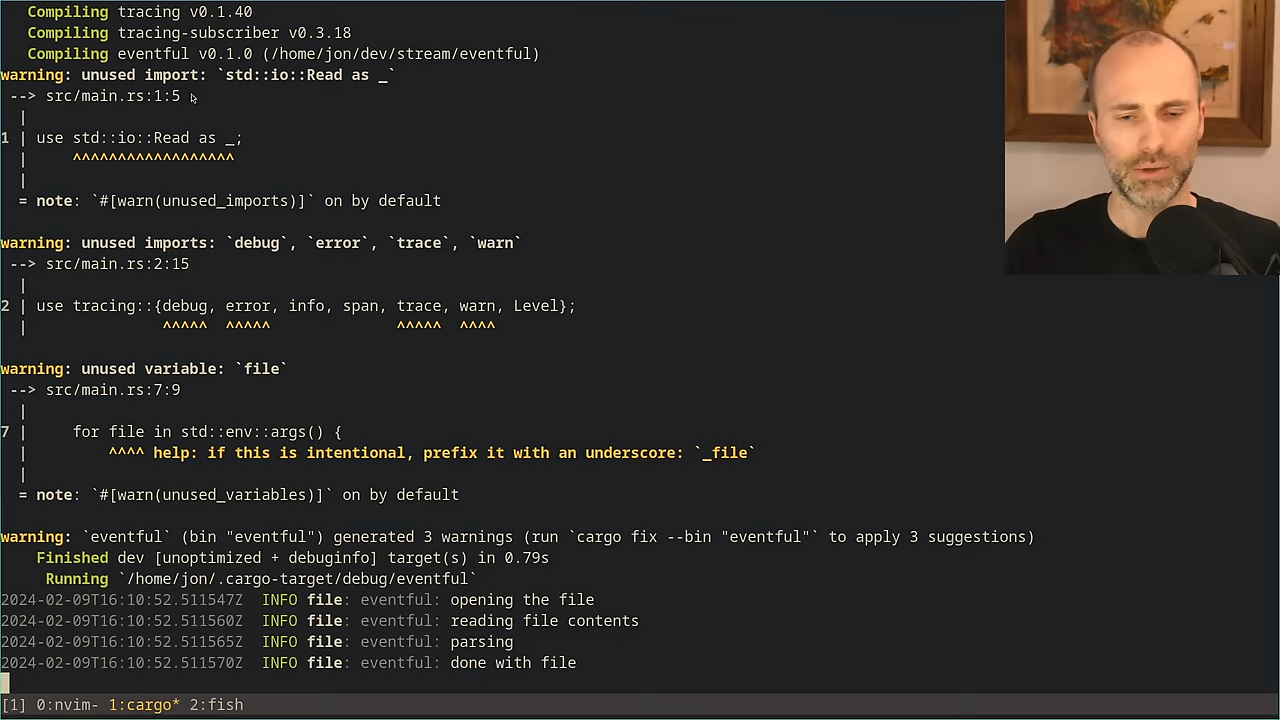 Compiling tracing v0.1.40
Compiling tracing-subscriber v0.3.18
Compiling eventful v0.1.0 (/home/jon/dev/stream/eventful)
warning: unused import: `std::io::Read as _`
--> src/main.rs:1:5
|
1 | use std::io::Read as _;
| ^^^^^^^^^^^^^^^^^^
|
= note: `#[warn(unused_imports)]` on by default
warning: unused imports: `debug`, `error`, `trace`, `warn`
--> src/main.rs:2:15
|
2 | use tracing::{debug, error, info, span, trace, warn, Level};
| ^^^^^ ^^^^^ ^^^^^ ^^^^
warning: unused variable: `file`
--> src/main.rs:7:9
|
7 | for file in std::env::args() {
| ^^^^ help: if this is intentional, prefix it with an underscore: `_file`
|
= note: `#[warn(unused_variables)]` on by default
warning: `eventful` (bin "eventful") generated 3 warnings (run `cargo fix --bin "eventful"` to apply 3 suggestions)
Finished dev [unoptimized + debuginfo] target(s) in 0.79s
Running `/home/jon/.cargo-target/debug/eventful`
2024-02-09T16:10:52.511547Z INFO file: eventful: opening the file
2024-02-09T16:10:52.511560Z INFO file: eventful: reading file contents
2024-02-09T16:10:52.511565Z INFO file: eventful: parsing
2024-02-09T16:10:52.511570Z INFO file: eventful: done with file
[1] 0:nvim- 1:cargo* 2:fish